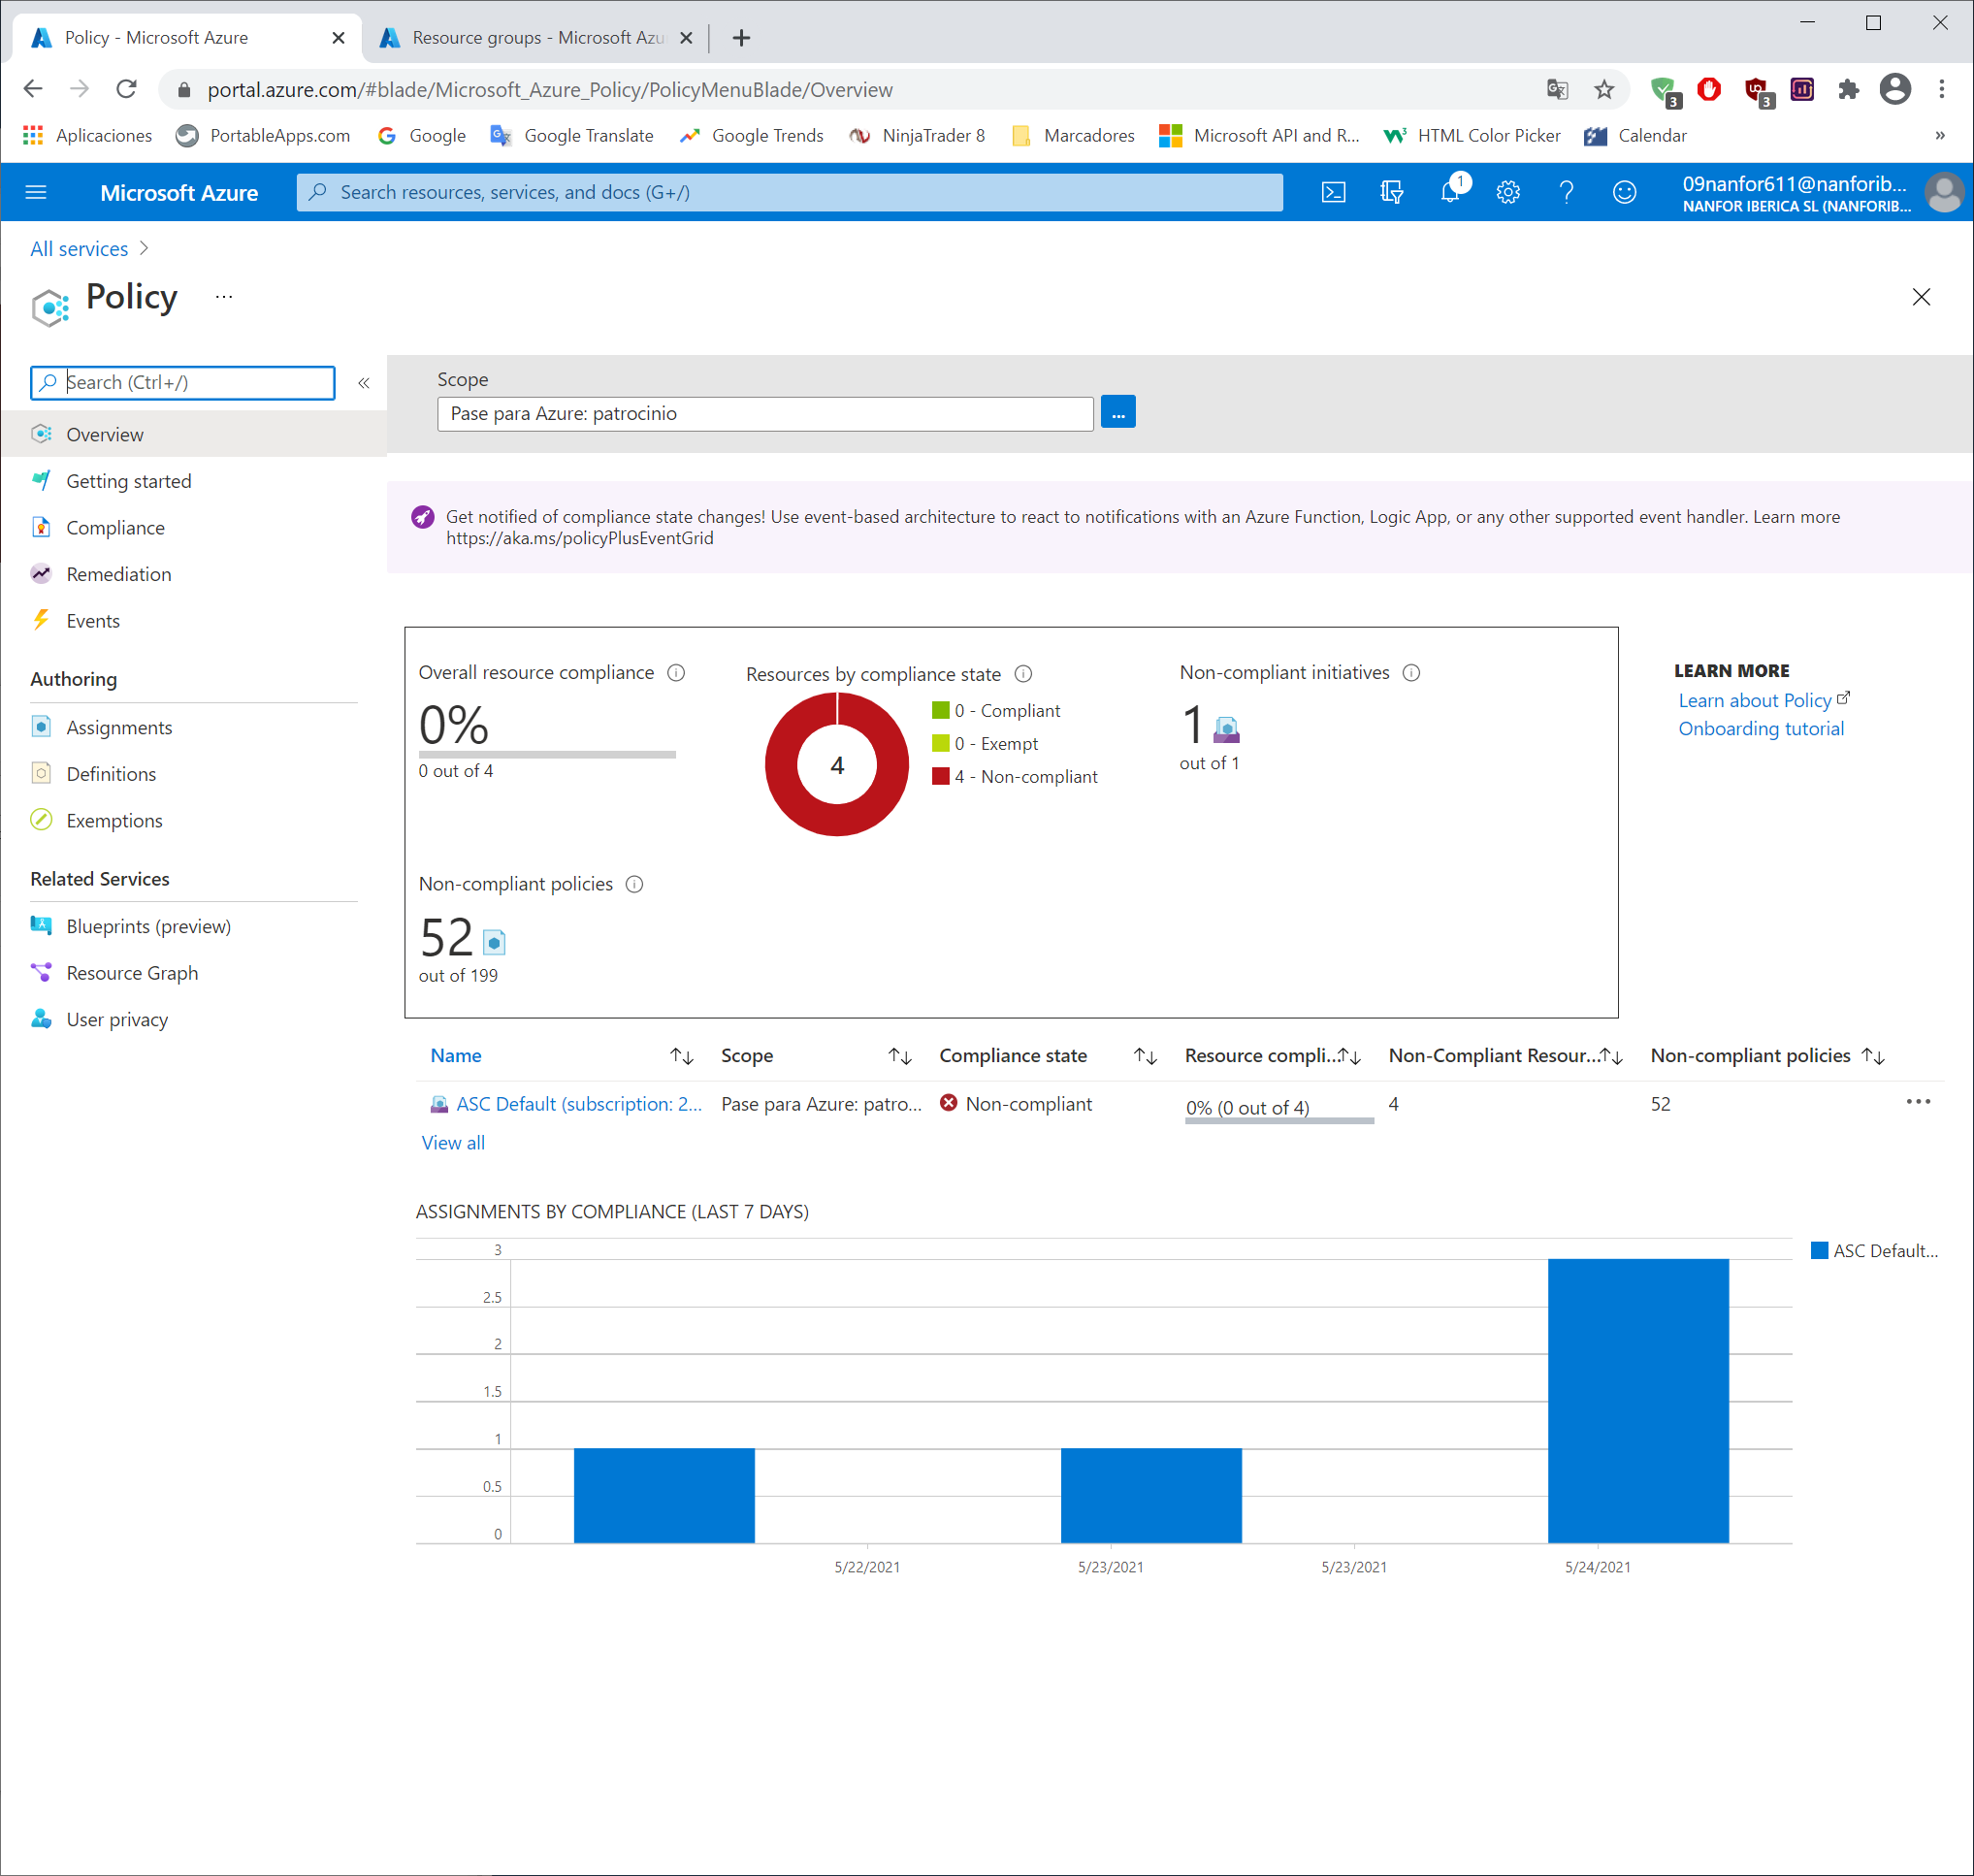 Policy - Microsoft Azure
Resource groups - Microsoft Azu
portal.azure.com/#blade/Microsoft_Azure_Policy/PolicyMenuBlade/Overview
3
3
Aplicaciones
PortableApps.com
Google
Google Translate
Google Trends
NinjaTrader 8
Marcadores
Microsoft API and R...
HTML Color Picker
Calendar
»
Microsoft Azure
Search resources, services, and docs (G+/)
1
09nanfor611@nanforib...
NANFOR IBERICA SL (NANFORIB...
All services
Policy
...
Search (Ctrl+/)
«
Overview
Getting started
Compliance
Remediation
Events
Authoring
Assignments
Definitions
Exemptions
Related Services
Blueprints (preview)
Resource Graph
User privacy
Scope
Pase para Azure: patrocinio
...
Get notified of compliance state changes! Use event-based architecture to react to notifications with an Azure Function, Logic App, or any other supported event handler. Learn more
https://aka.ms/policyPlusEventGrid
Overall resource compliance
0%
0 out of 4
Resources by compliance state
4
0 - Compliant
0 - Exempt
4 - Non-compliant
Non-compliant initiatives
1
out of 1
Non-compliant policies
52
out of 199
LEARN MORE
Learn about Policy
Onboarding tutorial
Name Scope Compliance state Resource compli... Non-Compliant Resour... Non-compliant policies
ASC Default (subscription: 2... Pase para Azure: patro... Non-compliant 0% (0 out of 4) 4 52
View all
ASSIGNMENTS BY COMPLIANCE (LAST 7 DAYS)
3
2.5
2
1.5
1
0.5
0
5/22/2021 5/23/2021 5/23/2021 5/24/2021
ASC Default...